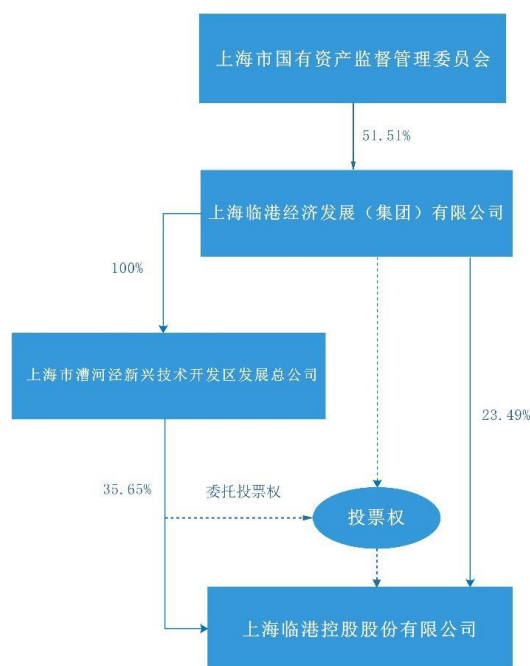 上海市国有资产监督管理委员会
51.51%
上海临港经济发展（集团）有限公司
100%
上海市漕河泾新兴技术开发区发展总公司
23.49%
35.65%
委托投票权
投票权
上海临港控股股份有限公司